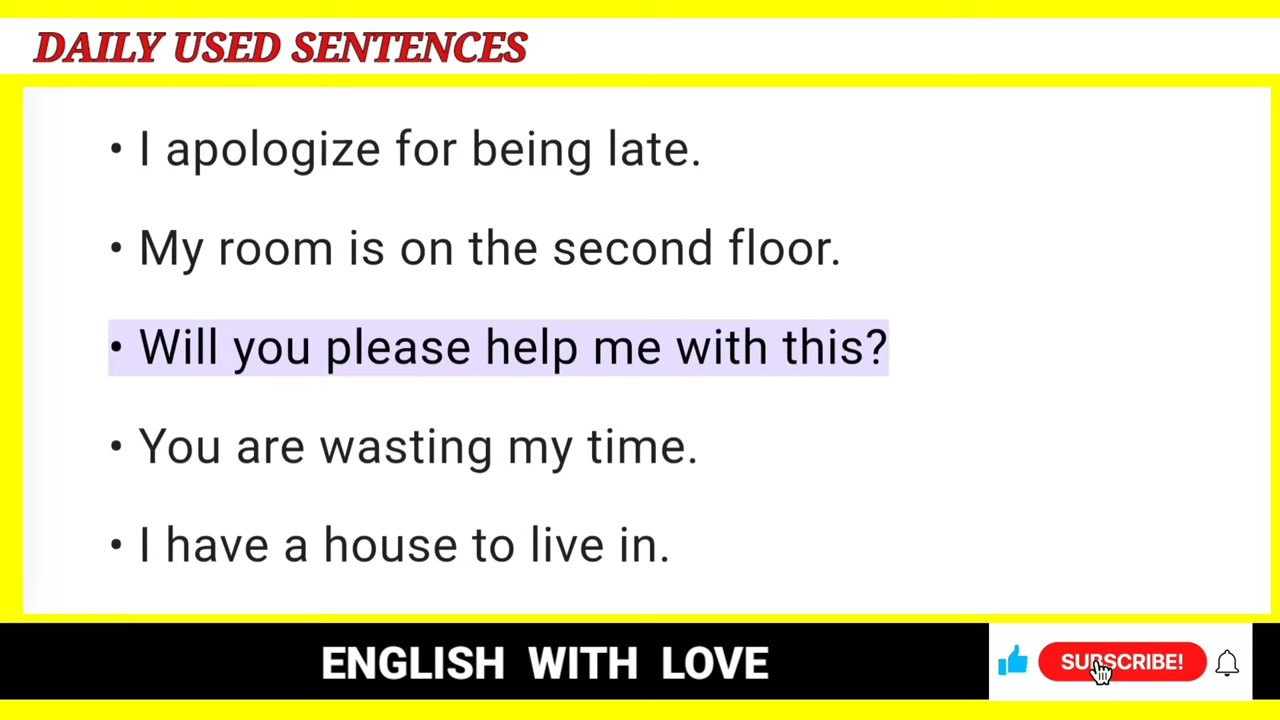 DAILY USED SENTENCES
• I apologize for being late.
• My room is on the second floor.
• Will you please help me with this?
• You are wasting my time.
• I have a house to live in.
ENGLISH WITH LOVE
SUBSCRIBE!